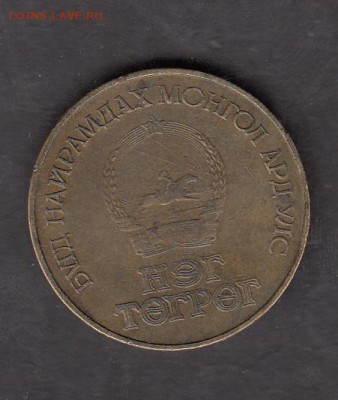 COINS.LAVE.RU
БҮГД НАЙРАМДАХ МОНГОЛ АРД УЛС
НЭГ
ТӨГРӨГ